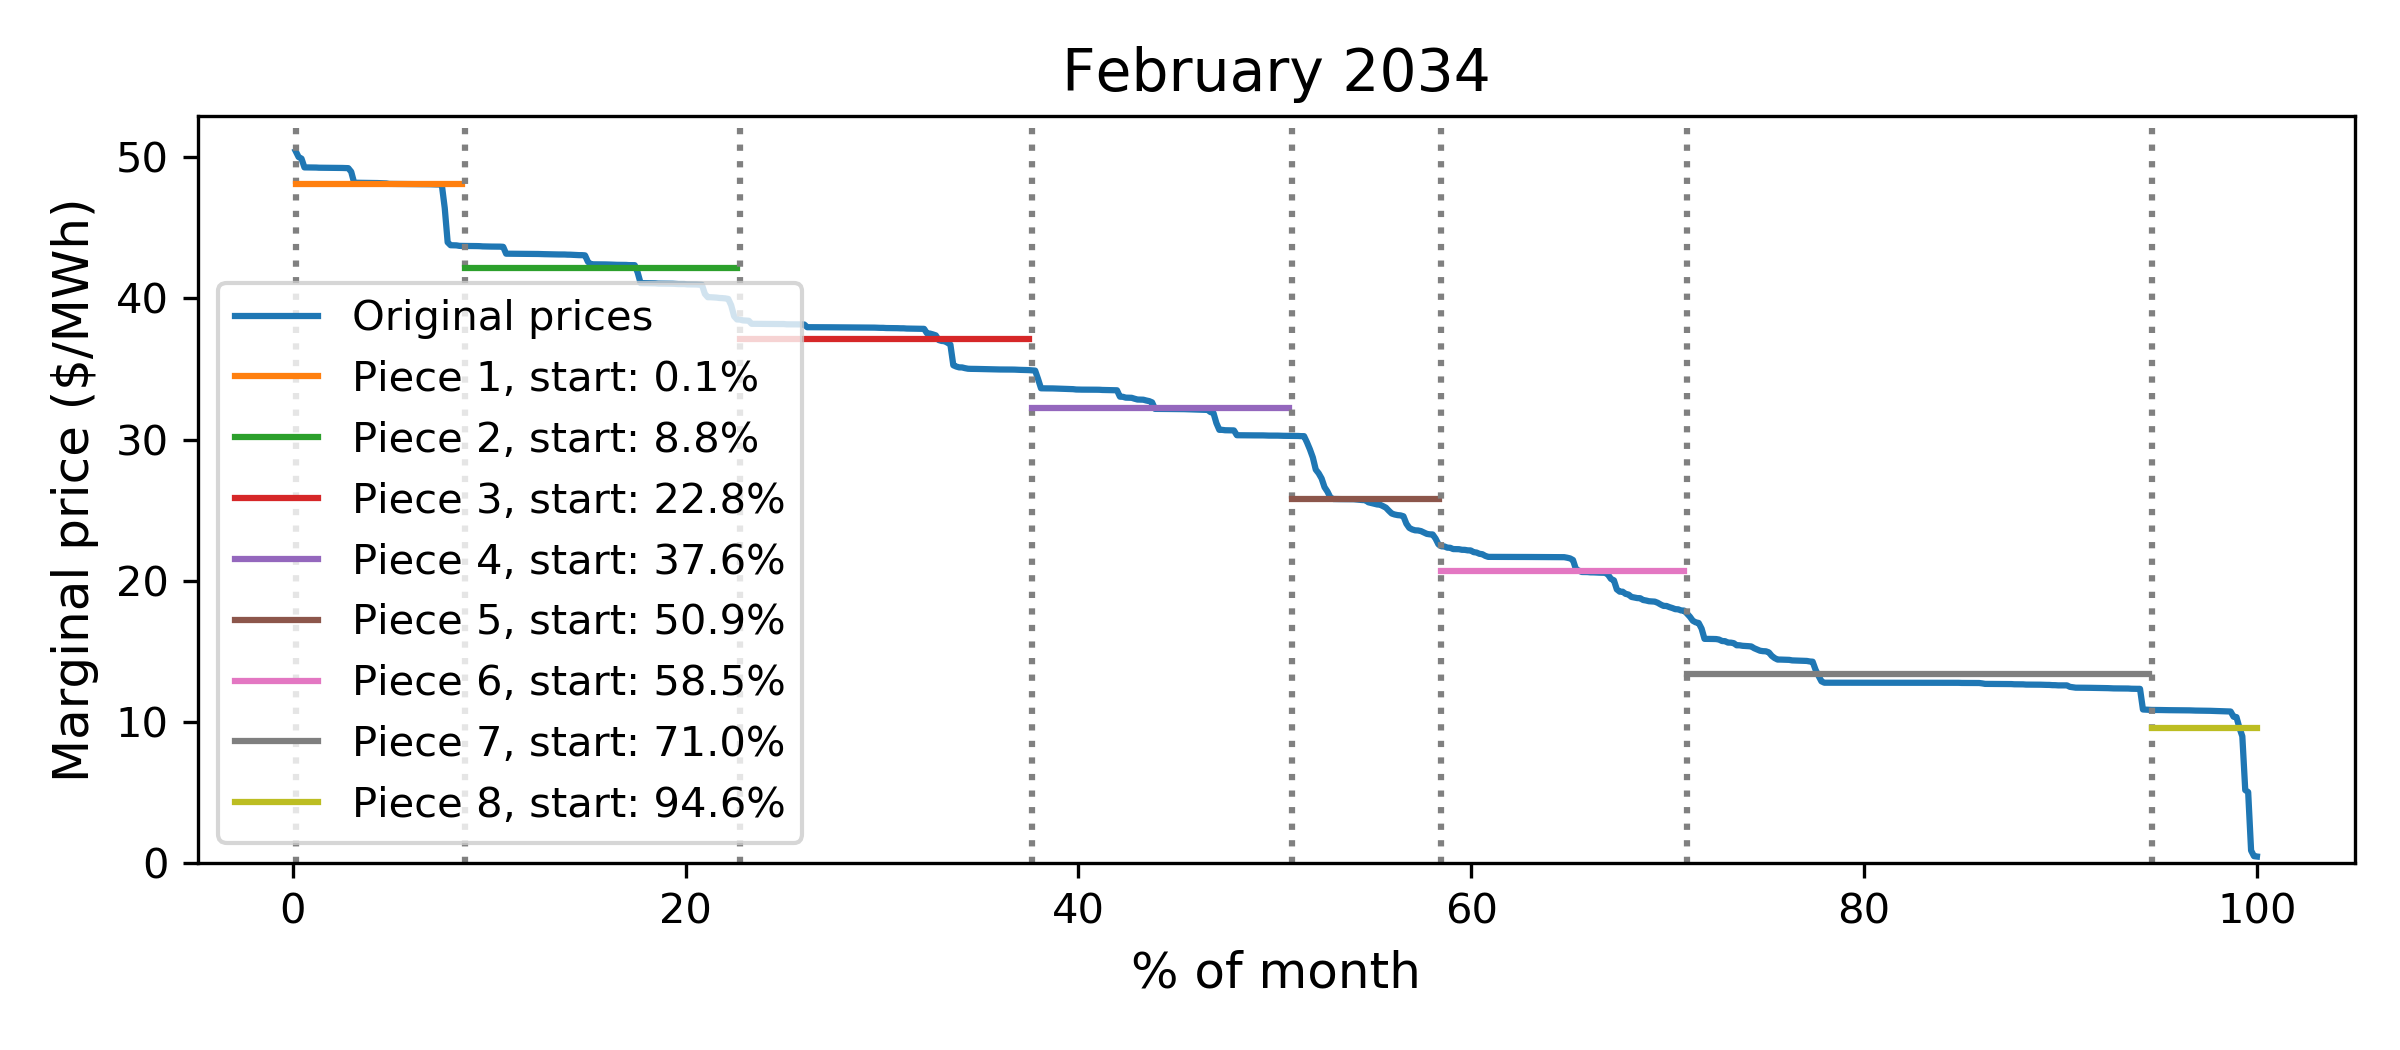 February 2034
Marginal price ($/MWh)
50
40
30
20
10
0
Original prices
Piece 1, start: 0.1%
Piece 2, start: 8.8%
Piece 3, start: 22.8%
Piece 4, start: 37.6%
Piece 5, start: 50.9%
Piece 6, start: 58.5%
Piece 7, start: 71.0%
Piece 8, start: 94.6%
0 20 40 60 80 100
% of month